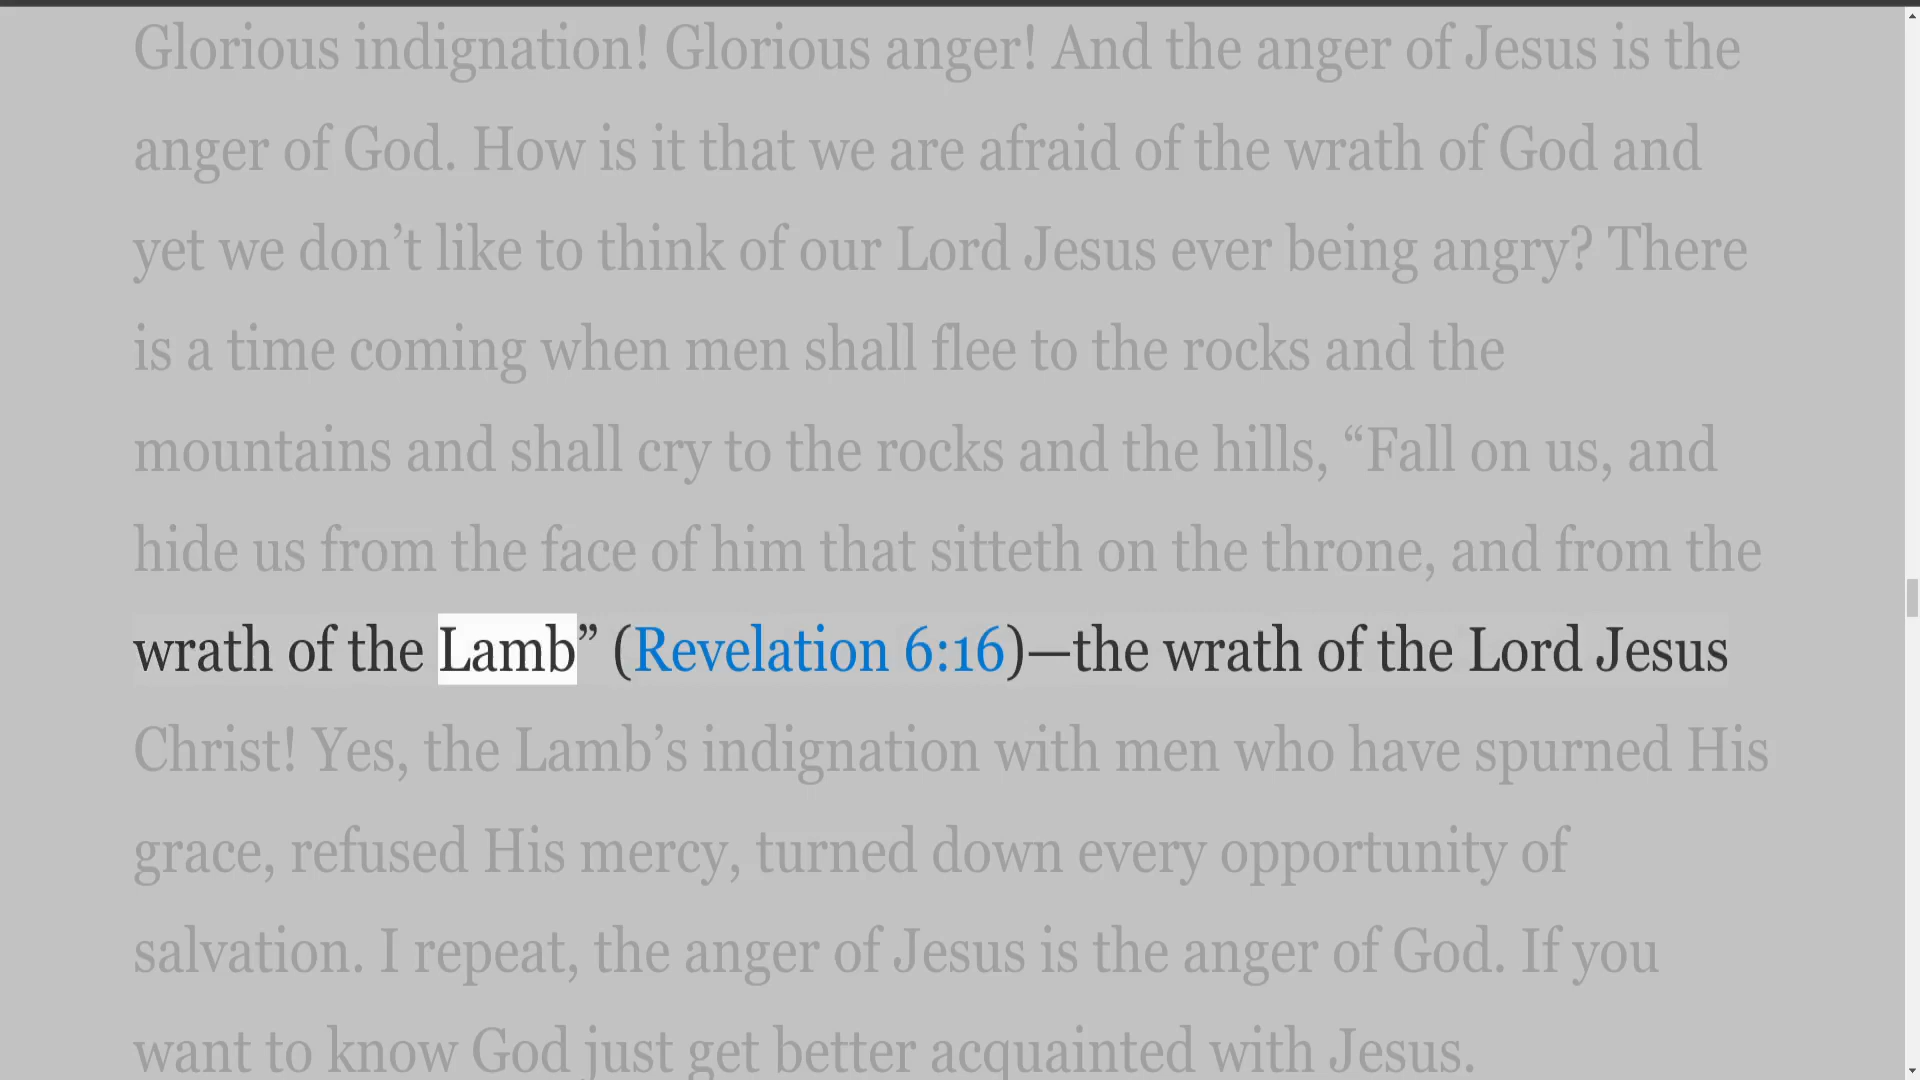 Glorious indignation! Glorious anger! And the anger of Jesus is the
anger of God. How is it that we are afraid of the wrath of God and
yet we don’t like to think of our Lord Jesus ever being angry? There
is a time coming when men shall flee to the rocks and the
mountains and shall cry to the rocks and the hills, “Fall on us, and
hide us from the face of him that sitteth on the throne, and from the
wrath of the Lamb” (Revelation 6:16)—the wrath of the Lord Jesus
Christ! Yes, the Lamb’s indignation with men who have spurned His
grace, refused His mercy, turned down every opportunity of
salvation. I repeat, the anger of Jesus is the anger of God. If you
want to know God just get better acquainted with Jesus.